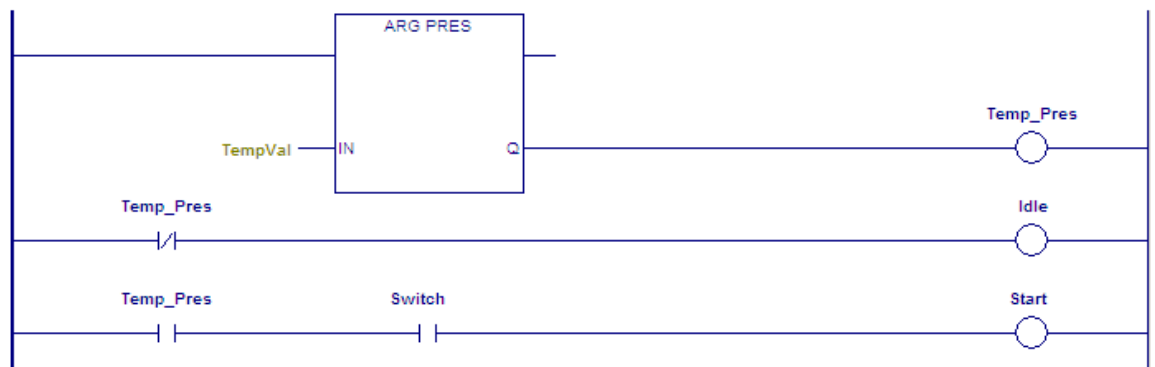 ARG PRES
Temp_Pres
TempVal IN Q
Temp_Pres Idle
Temp_Pres Switch Start